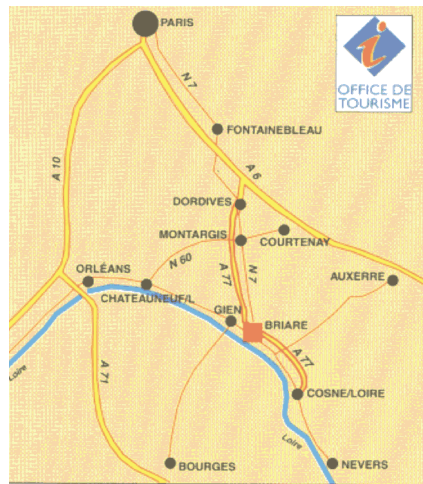 PARIS
OFFICE DE
TOURISME
N 7
FONTAINEBLEAU
A 10
A 6
DORDIVES
MONTARGIS
COURTENAY
N 60
ORLÉANS
A 77
N 7
AUXERRE
CHATEAUNEUF/L
GIEN
BRIARE
Loire
A 71
A 77
COSNE/LOIRE
Loire
BOURGES
NEVERS